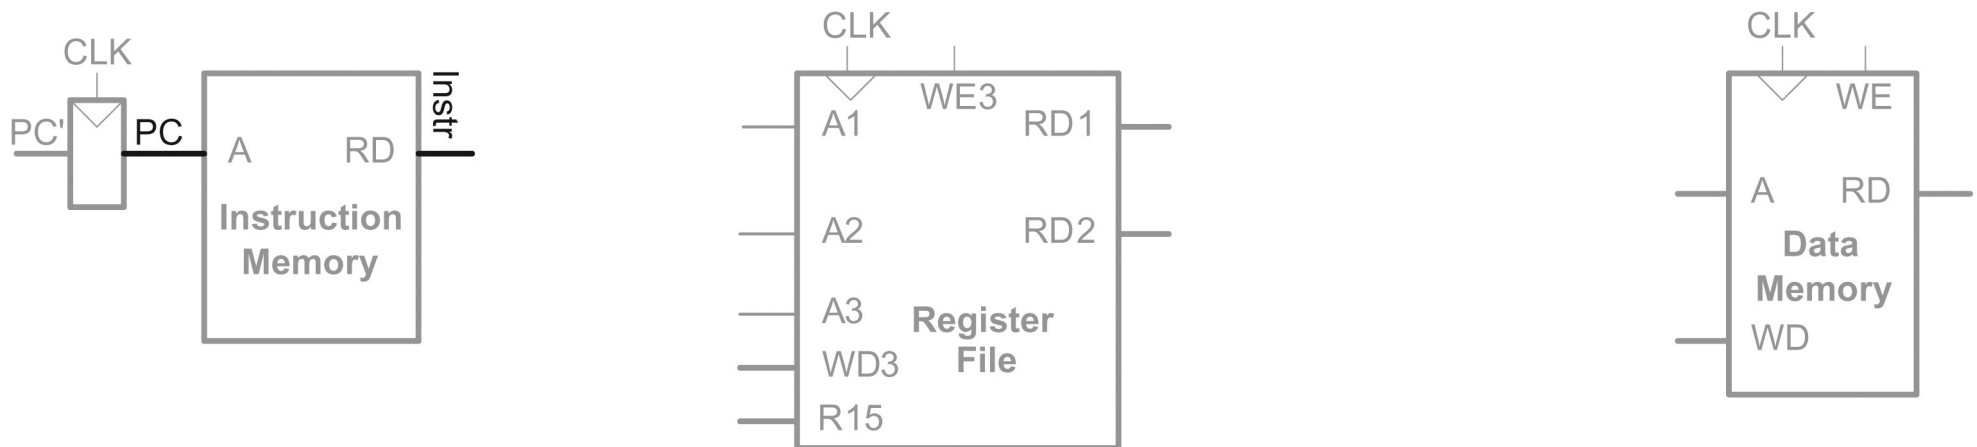 CLK
PC'
PC
A
RD
Instr
Instruction
Memory
CLK
WE3
A1
RD1
A2
RD2
A3
Register
File
WD3
R15
CLK
WE
A
RD
Data
Memory
WD